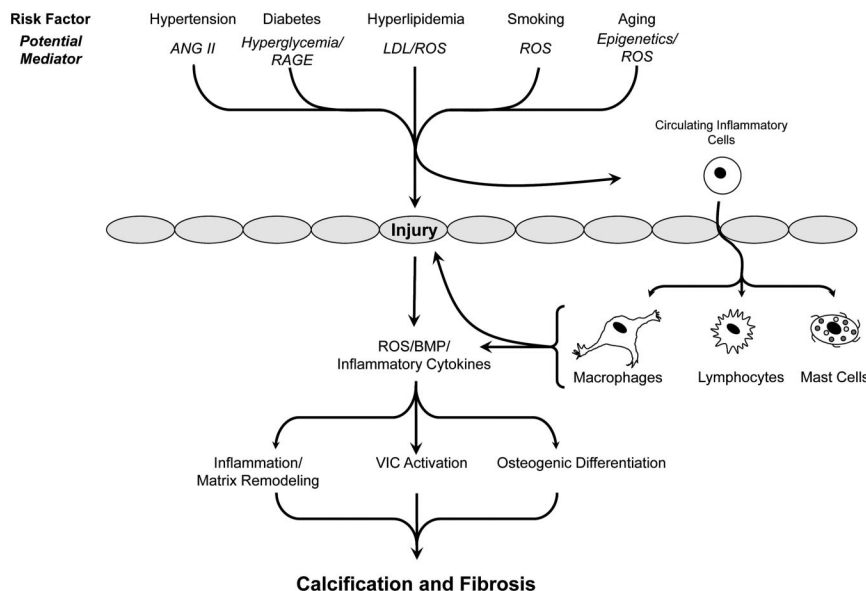 Risk Factor Hypertension Diabetes Hyperlipidemia Smoking Aging
Potential
Mediator
ANG II
Hyperglycemia/
RAGE
LDL/ROS
ROS
Epigenetics/
ROS
Circulating Inflammatory
Cells
Injury
ROS/BMP/
Inflammatory Cytokines
Macrophages Lymphocytes Mast Cells
Inflammation/
Matrix Remodeling
VIC Activation
Osteogenic Differentiation
Calcification and Fibrosis